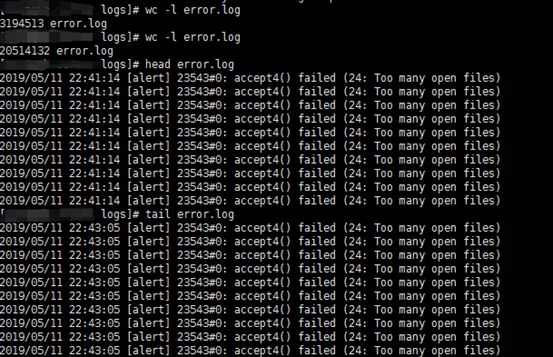 logs]# wc -l error.log
3194513 error.log
logs]# wc -l error.log
20514132 error.log
logs]# head error.log
2019/05/11 22:41:14 [alert] 23543#0: accept4() failed (24: Too many open files)
2019/05/11 22:41:14 [alert] 23543#0: accept4() failed (24: Too many open files)
2019/05/11 22:41:14 [alert] 23543#0: accept4() failed (24: Too many open files)
2019/05/11 22:41:14 [alert] 23543#0: accept4() failed (24: Too many open files)
2019/05/11 22:41:14 [alert] 23543#0: accept4() failed (24: Too many open files)
2019/05/11 22:41:14 [alert] 23543#0: accept4() failed (24: Too many open files)
2019/05/11 22:41:14 [alert] 23543#0: accept4() failed (24: Too many open files)
2019/05/11 22:41:14 [alert] 23543#0: accept4() failed (24: Too many open files)
2019/05/11 22:41:14 [alert] 23543#0: accept4() failed (24: Too many open files)
2019/05/11 22:41:14 [alert] 23543#0: accept4() failed (24: Too many open files)
logs]# tail error.log
2019/05/11 22:43:05 [alert] 23543#0: accept4() failed (24: Too many open files)
2019/05/11 22:43:05 [alert] 23543#0: accept4() failed (24: Too many open files)
2019/05/11 22:43:05 [alert] 23543#0: accept4() failed (24: Too many open files)
2019/05/11 22:43:05 [alert] 23543#0: accept4() failed (24: Too many open files)
2019/05/11 22:43:05 [alert] 23543#0: accept4() failed (24: Too many open files)
2019/05/11 22:43:05 [alert] 23543#0: accept4() failed (24: Too many open files)
2019/05/11 22:43:05 [alert] 23543#0: accept4() failed (24: Too many open files)
2019/05/11 22:43:05 [alert] 23543#0: accept4() failed (24: Too many open files)
2019/05/11 22:43:05 [alert] 23543#0: accept4() failed (24: Too many open files)
2019/05/11 22:43:05 [alert] 23543#0: accept4() failed (24: Too many open files)